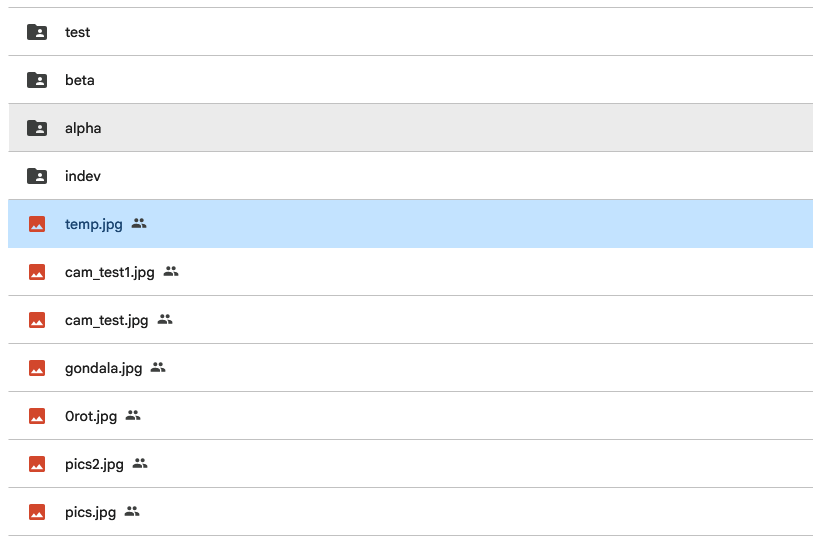 test
beta
alpha
indev
temp.jpg
cam_test1.jpg
cam_test.jpg
gondala.jpg
0rot.jpg
pics2.jpg
pics.jpg